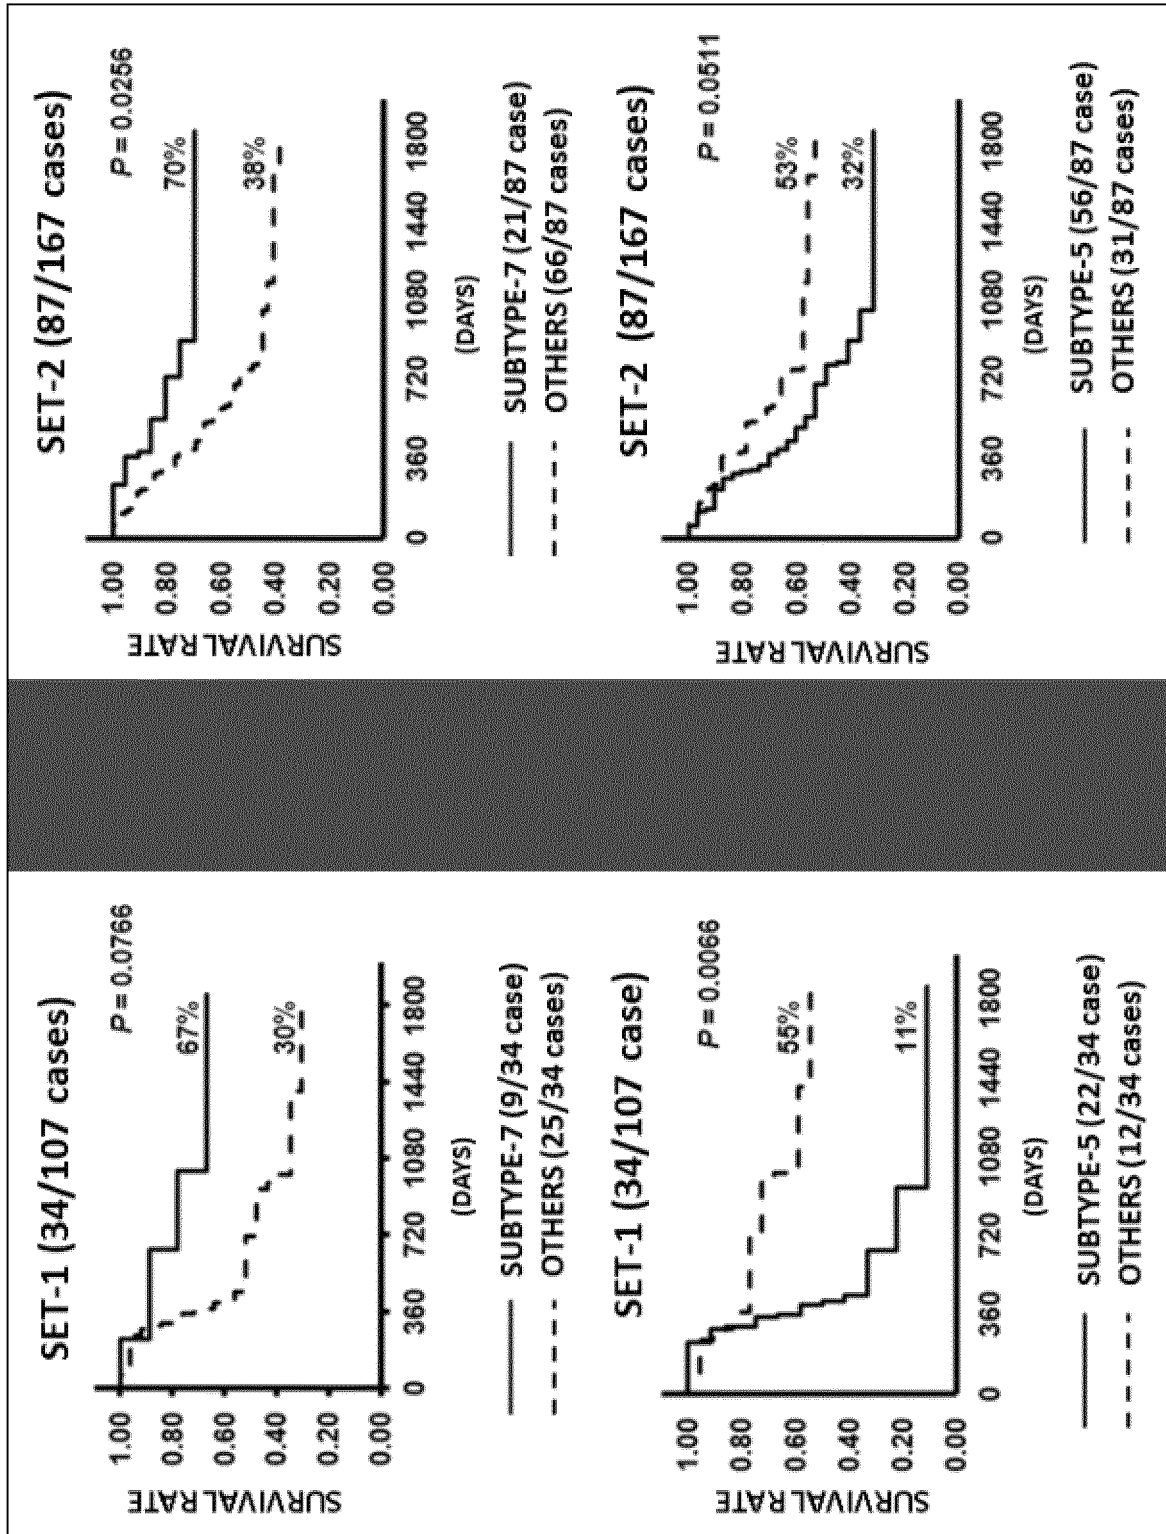 SET-1 (34/107 cases)
P = 0.0766
SURVIVAL RATE
1.00
0.80
0.60
0.40
0.20
0.00
67%
30%
0 360 720 1080 1440 1800
(DAYS)
SUBTYPE-7 (9/34 case)
OTHERS (25/34 cases)
SET-2 (87/167 cases)
P = 0.0256
SURVIVAL RATE
1.00
0.80
0.60
0.40
0.20
0.00
70%
38%
0 360 720 1080 1440 1800
(DAYS)
SUBTYPE-7 (21/87 case)
OTHERS (66/87 cases)
SET-1 (34/107 case)
P = 0.0066
SURVIVAL RATE
1.00
0.80
0.60
0.40
0.20
0.00
55%
11%
0 360 720 1080 1440 1800
(DAYS)
SUBTYPE-5 (22/34 case)
OTHERS (12/34 cases)
SET-2 (87/167 cases)
P = 0.0511
SURVIVAL RATE
1.00
0.80
0.60
0.40
0.20
0.00
53%
32%
0 360 720 1080 1440 1800
(DAYS)
SUBTYPE-5 (56/87 case)
OTHERS (31/87 cases)